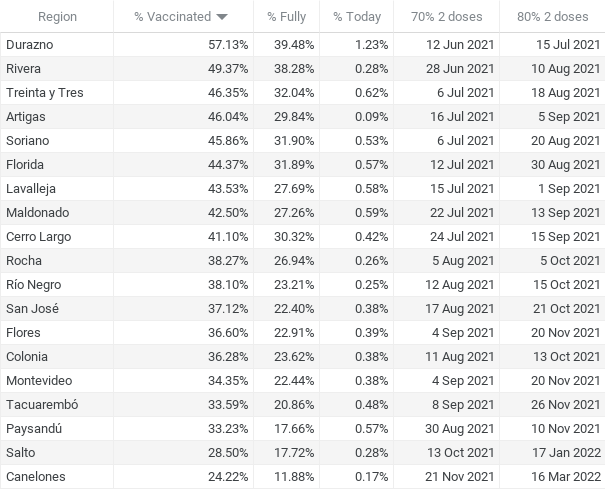 Region % Vaccinated % Fully % Today 70% 2 doses 80% 2 doses
Durazno 57.13% 39.48% 1.23% 12 Jun 2021 15 Jul 2021
Rivera 49.37% 38.28% 0.28% 28 Jun 2021 10 Aug 2021
Treinta y Tres 46.35% 32.04% 0.62% 6 Jul 2021 18 Aug 2021
Artigas 46.04% 29.84% 0.09% 16 Jul 2021 5 Sep 2021
Soriano 45.86% 31.90% 0.53% 6 Jul 2021 20 Aug 2021
Florida 44.37% 31.89% 0.57% 12 Jul 2021 30 Aug 2021
Lavalleja 43.53% 27.69% 0.58% 15 Jul 2021 1 Sep 2021
Maldonado 42.50% 27.26% 0.59% 22 Jul 2021 13 Sep 2021
Cerro Largo 41.10% 30.32% 0.42% 24 Jul 2021 15 Sep 2021
Rocha 38.27% 26.94% 0.26% 5 Aug 2021 5 Oct 2021
Río Negro 38.10% 23.21% 0.25% 12 Aug 2021 15 Oct 2021
San José 37.12% 22.40% 0.38% 17 Aug 2021 21 Oct 2021
Flores 36.60% 22.91% 0.39% 4 Sep 2021 20 Nov 2021
Colonia 36.28% 23.62% 0.38% 11 Aug 2021 13 Oct 2021
Montevideo 34.35% 22.44% 0.38% 4 Sep 2021 20 Nov 2021
Tacuarembó 33.59% 20.86% 0.48% 8 Sep 2021 26 Nov 2021
Paysandú 33.23% 17.66% 0.57% 30 Aug 2021 10 Nov 2021
Salto 28.50% 17.72% 0.28% 13 Oct 2021 17 Jan 2022
Canelones 24.22% 11.88% 0.17% 21 Nov 2021 16 Mar 2022